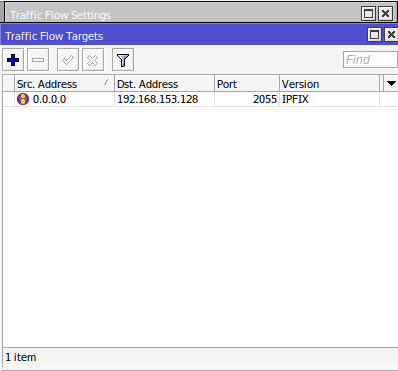 Traffic Flow Settings
Traffic Flow Targets
Find
Src. Address Dst. Address Port Version
0.0.0.0 192.168.153.128 2055 IPFIX
1 item